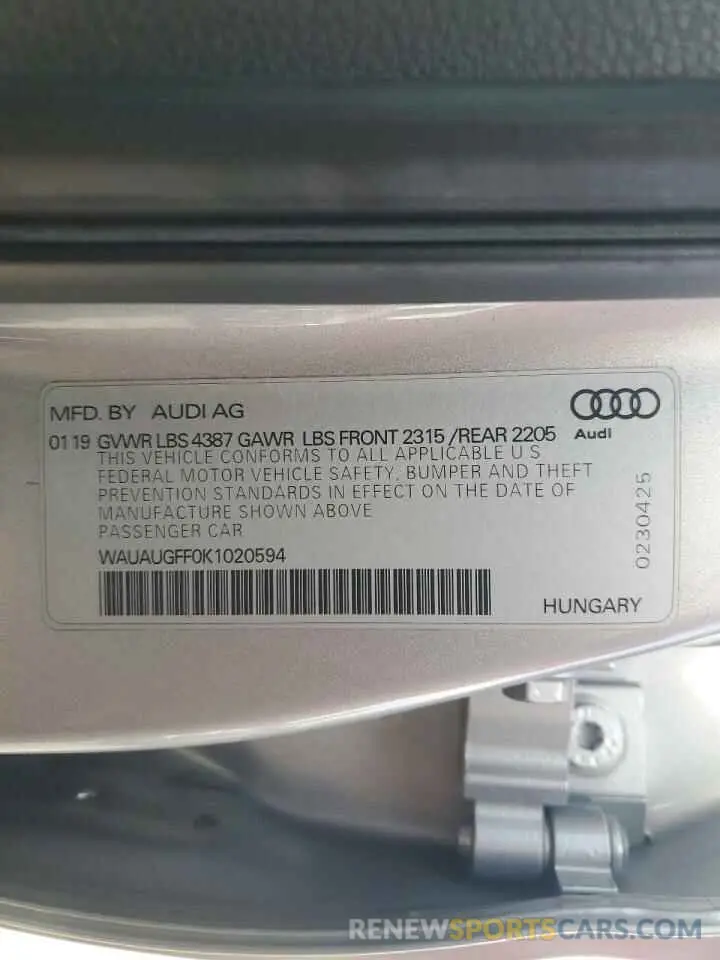 MFD. BY AUDI AG
0119 GVWR LBS 4387 GAWR LBS FRONT 2315 /REAR 2205
Audi
THIS VEHICLE CONFORMS TO ALL APPLICABLE U S
FEDERAL MOTOR VEHICLE SAFETY, BUMPER AND THEFT
PREVENTION STANDARDS IN EFFECT ON THE DATE OF
MANUFACTURE SHOWN ABOVE
PASSENGER CAR
WAUAUGFF0K1020594
HUNGARY
0230425
RENEWSPORTSCARS.COM